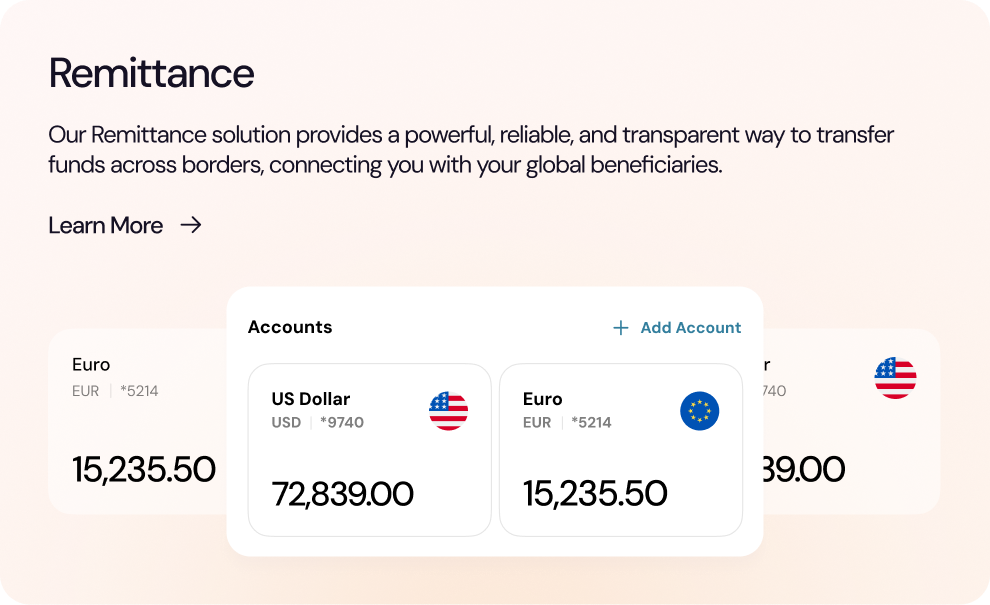 Remittance
Our Remittance solution provides a powerful, reliable, and transparent way to transfer
funds across borders, connecting you with your global beneficiaries.
Learn More
Accounts
Add Account
Euro
EUR | *5214
15,235.50
US Dollar
USD | *9740
72,839.00
Euro
EUR | *5214
15,235.50
r
740
39.00